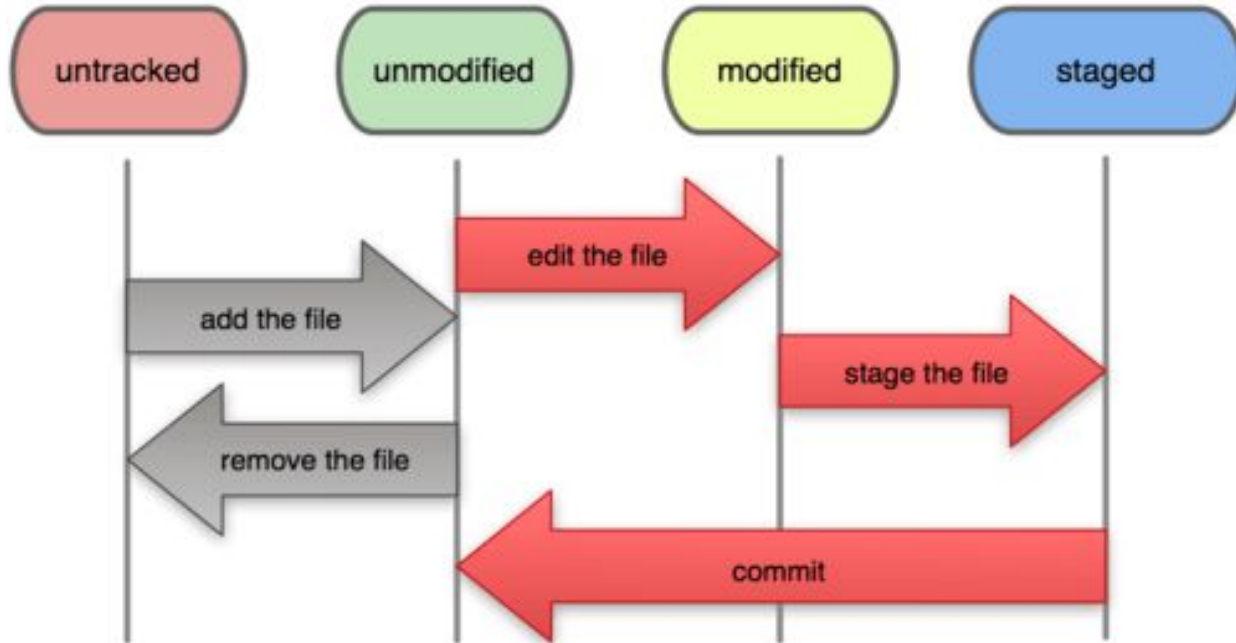 untracked
unmodified
modified
staged
edit the file
add the file
stage the file
remove the file
commit